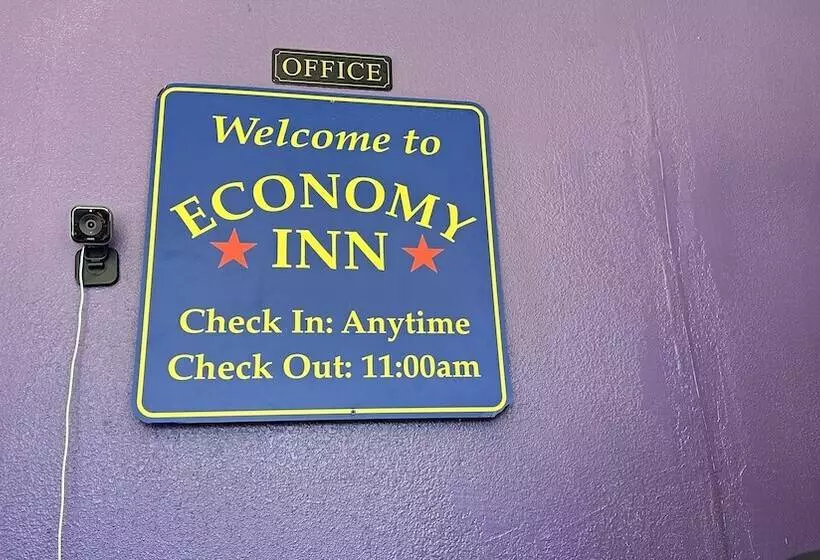 OFFICE
Welcome to
ECONOMY
INN
Check In: Anytime
Check Out: 11:00am